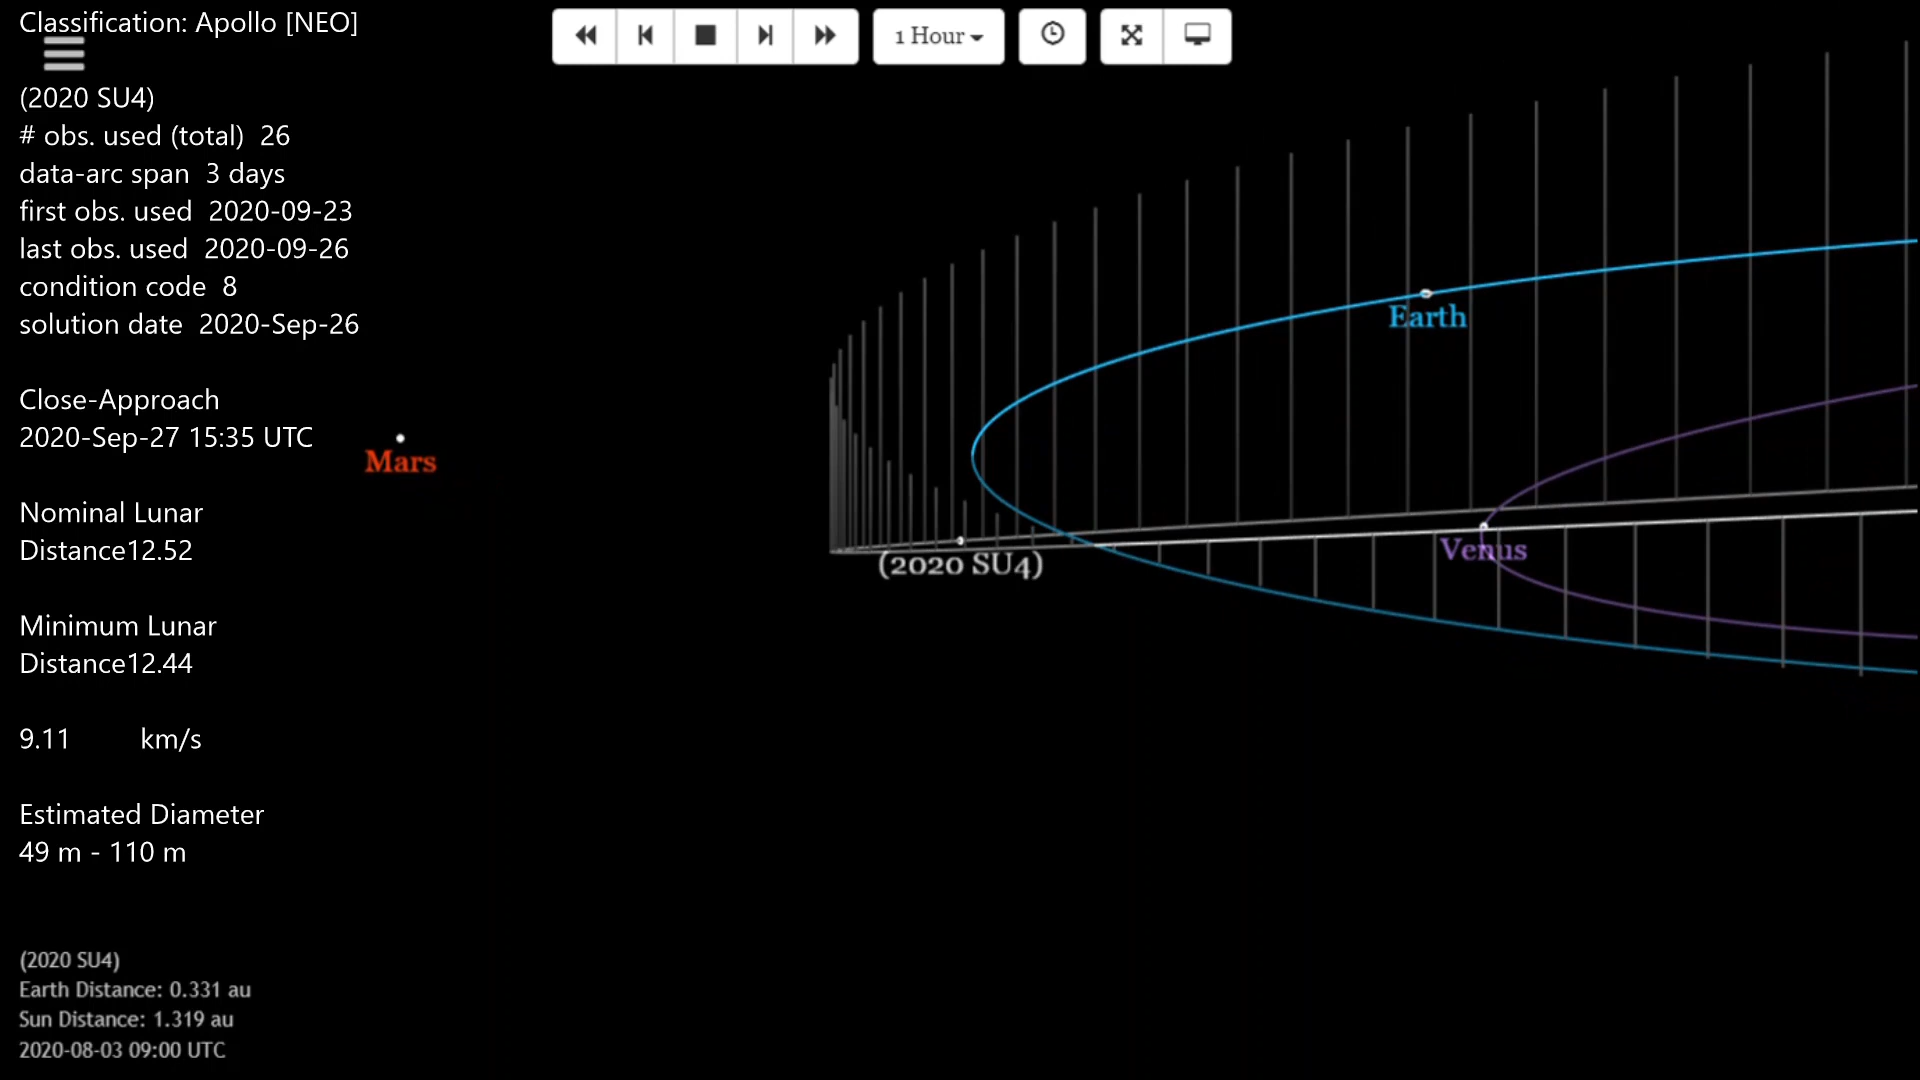 Classification: Apollo [NEO]
(2020 SU4)
# obs. used (total) 26
data-arc span 3 days
first obs. used 2020-09-23
last obs. used 2020-09-26
condition code 8
solution date 2020-Sep-26
Close-Approach
2020-Sep-27 15:35 UTC
Nominal Lunar
Distance12.52
Minimum Lunar
Distance12.44
9.11 km/s
Estimated Diameter
49 m - 110 m
(2020 SU4)
Earth Distance: 0.331 au
Sun Distance: 1.319 au
2020-08-03 09:00 UTC
1 Hour
Earth
Mars
Venus
(2020 SU4)